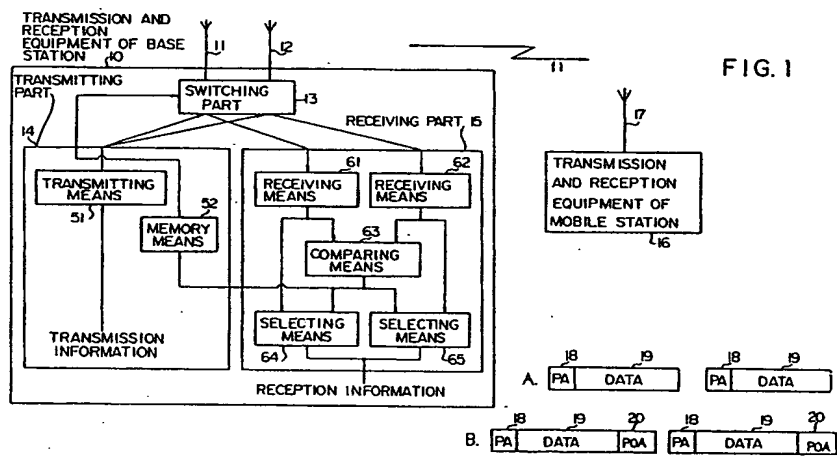 TRANSMISSION AND
RECEPTION
EQUIPMENT OF BASE
STATION
10
11
12
11
FIG. 1
TRANSMITTING
PART
SWITCHING
PART
13
RECEIVING PART 15
17
14
61
62
TRANSMITTING
MEANS
51
52
MEMORY
MEANS
RECEIVING
MEANS
RECEIVING
MEANS
63
COMPARING
MEANS
TRANSMISSION
AND RECEPTION
EQUIPMENT OF
MOBILE STATION
16
SELECTING
MEANS
64
SELECTING
MEANS
65
TRANSMISSION
INFORMATION
RECEPTION INFORMATION
18 19 18 19
A. PA DATA PA DATA
18 19 20 18 19 20
B. PA DATA POA PA DATA POA